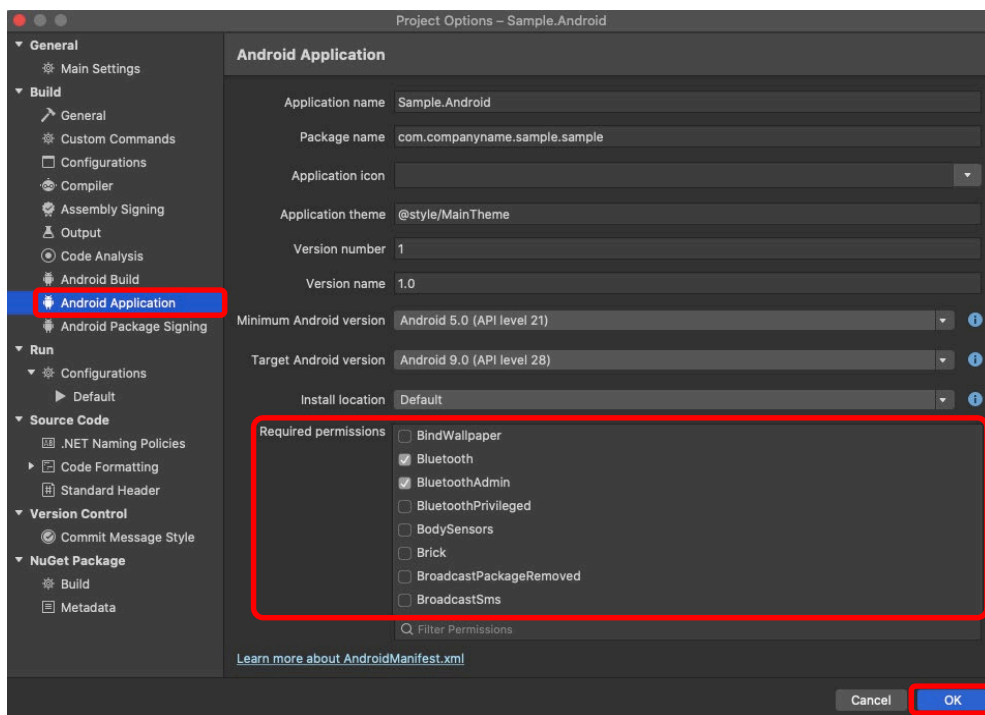 Project Options – Sample.Android
General
Main Settings
Build
General
Custom Commands
Configurations
Compiler
Assembly Signing
Output
Code Analysis
Android Build
Android Application
Android Package Signing
Run
Configurations
Default
Source Code
.NET Naming Policies
Code Formatting
Standard Header
Version Control
Commit Message Style
NuGet Package
Build
Metadata
Android Application
Application name Sample.Android
Package name com.companyname.sample.sample
Application icon
Application theme @style/MainTheme
Version number 1
Version name 1.0
Minimum Android version Android 5.0 (API level 21)
Target Android version Android 9.0 (API level 28)
Install location Default
Required permissions
BindWallpaper
Bluetooth
BluetoothAdmin
BluetoothPrivileged
BodySensors
Brick
BroadcastPackageRemoved
BroadcastSms
Filter Permissions
Learn more about AndroidManifest.xml
Cancel OK